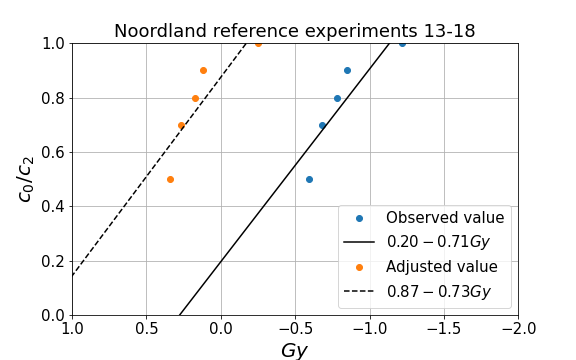 Noordland reference experiments 13-18
1.0
0.8
0.6
0.4
0.2
0.0
c₀/c₂
1.0
0.5
0.0
−0.5
−1.0
−1.5
−2.0
Gy
Observed value
0.20 − 0.71Gy
Adjusted value
0.87 − 0.73Gy